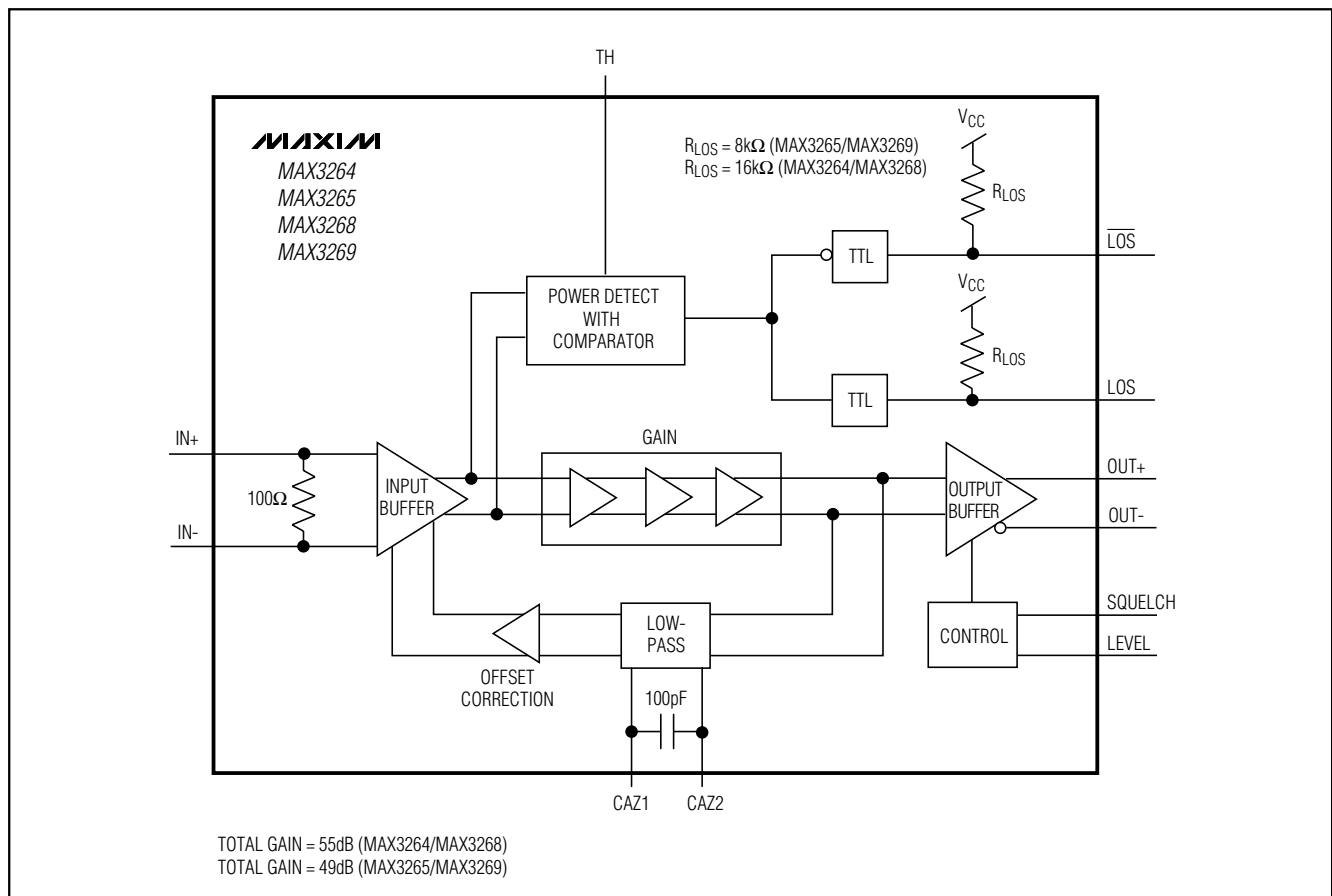 TH
MAXIM
MAX3264
MAX3265
MAX3268
MAX3269
RLOS = 8kΩ (MAX3265/MAX3269)
RLOS = 16kΩ (MAX3264/MAX3268)
VCC
RLOS
LOS
TTL
POWER DETECT
WITH
COMPARATOR
VCC
RLOS
TTL
LOS
IN+
GAIN
100Ω
INPUT
BUFFER
OUTPUT
BUFFER
OUT+
OUT-
IN-
SQUELCH
LOW-
PASS
CONTROL
LEVEL
OFFSET
CORRECTION
100pF
CAZ1
CAZ2
TOTAL GAIN = 55dB (MAX3264/MAX3268)
TOTAL GAIN = 49dB (MAX3265/MAX3269)